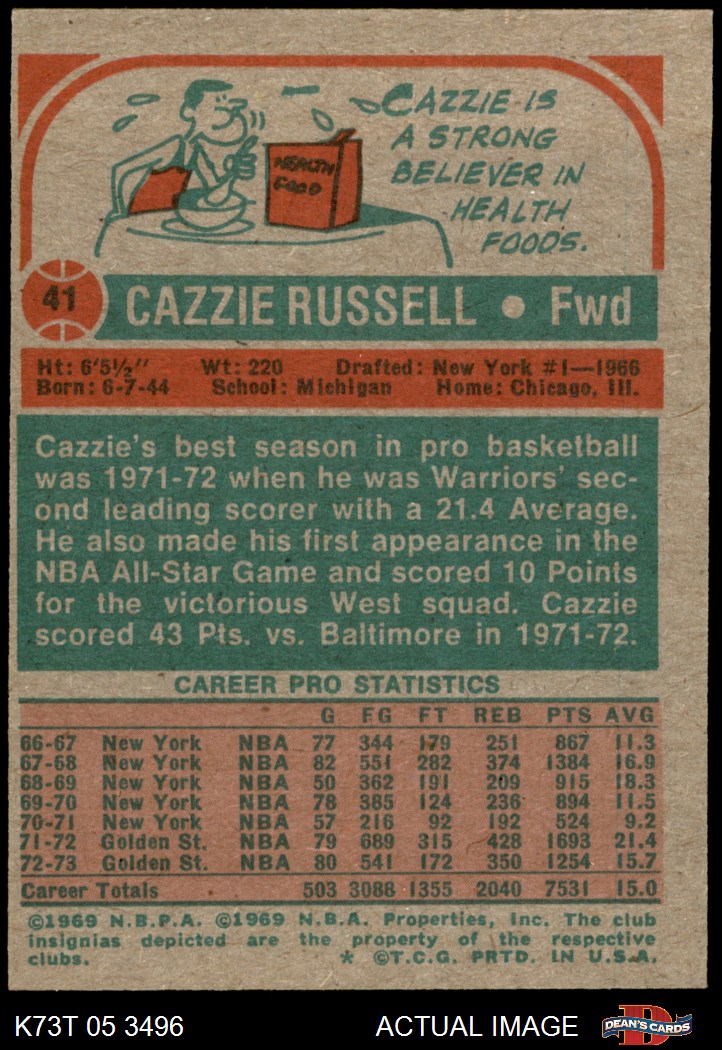 CAZZIE IS
A STRONG
BELIEVER IN
HEALTH
FOODS.
HEALTH
FOOD
41 CAZZIE RUSSELL • Fwd
Ht: 6'5½" Wt: 220 Drafted: New York #1—1966
Born: 6-7-44 School: Michigan Home: Chicago, Ill.
Cazzie's best season in pro basketball
was 1971-72 when he was Warriors' sec-
ond leading scorer with a 21.4 Average.
He also made his first appearance in the
NBA All-Star Game and scored 10 Points
for the victorious West squad. Cazzie
scored 43 Pts. vs. Baltimore in 1971-72.
CAREER PRO STATISTICS
G FG FT REB PTS AVG
66-67 New York NBA 77 344 179 251 867 11.3
67-68 New York NBA 82 551 282 374 1384 16.9
68-69 New York NBA 50 362 191 209 915 18.3
69-70 New York NBA 78 385 124 236 894 11.5
70-71 New York NBA 57 216 92 192 524 9.2
71-72 Golden St. NBA 79 689 315 428 1693 21.4
72-73 Golden St. NBA 80 541 172 350 1254 15.7
Career Totals 503 3088 1355 2040 7531 15.0
©1969 N.B.P.A. ©1969 N.B.A. Properties, Inc. The club
insignias depicted are the property of the respective
clubs. * ©T.C.G. PRTD. IN U.S.A.
K73T 05 3496 ACTUAL IMAGE DEAN'S CARDS